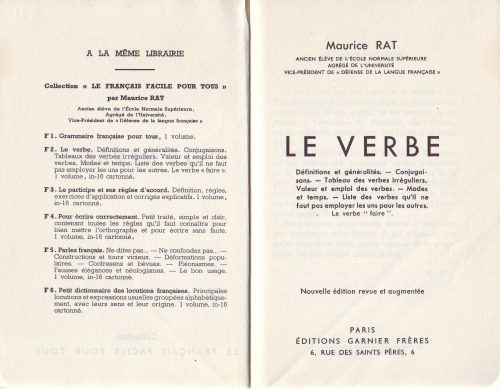 A LA MÊME LIBRAIRIE
Collection « LE FRANÇAIS FACILE POUR TOUS »
par Maurice RAT
Ancien élève de l'École Normale Supérieure,
Agrégé de l'Université,
Vice-Président de « Défense de la langue française »
F 1. Grammaire française pour tous, 1 volume.
F 2. Le verbe. Définitions et généralités. Conjugaisons.
Tableaux des verbes irréguliers. Valeur et emploi des
verbes. Modes et temps. Liste des verbes qu'il ne faut
pas employer les uns pour les autres. Le verbe « faire ».
1 volume, in-16 cartonné.
F 3. Le participe et ses règles d'accord. Définition, règles,
exercices d'application et corrigés explicatifs. 1 volume,
in-16 cartonné.
F 4. Pour écrire correctement. Petit traité, simple et clair,
contenant toutes les règles qu'il faut connaître pour
bien mettre l'orthographe et pour écrire sans faute.
1 volume, in-16 cartonné.
F 5. Parlez français. Ne dites pas... — Ne confondez pas... —
Constructions et tours vicieux. — Déformations popu-
laires. — Contresens et bévues. — Pléonasmes. —
Fausses élégances et néologismes. — Le bon usage.
1 volume, in-16 cartonné.
F 6. Petit dictionnaire des locutions françaises. Principales
locutions et expressions usuelles groupées alphabétique-
ment, avec leurs sens et leur origine. 1 volume, in-16
cartonné.
Maurice RAT
ANCIEN ÉLÈVE DE L'ÉCOLE NORMALE SUPÉRIEURE
AGRÉGÉ DE L'UNIVERSITÉ
VICE-PRÉSIDENT DE « DÉFENSE DE LA LANGUE FRANÇAISE »
LE VERBE
Définitions et généralités. — Conjugai-
sons. — Tableau des verbes irréguliers.
Valeur et emploi des verbes. — Modes
et temps. — Liste des verbes qu'il ne
faut pas employer les uns pour les autres.
Le verbe "faire".
Nouvelle édition revue et augmentée
PARIS
ÉDITIONS GARNIER FRÈRES
6, RUE DES SAINTS PÈRES, 6